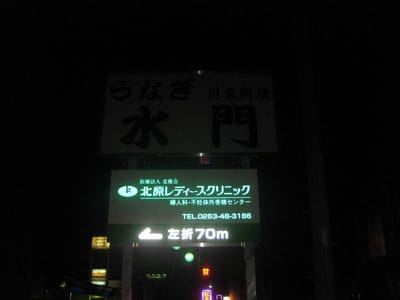 うなぎ 川魚料理
水門
医療法人 北原会
北原レディースクリニック
婦人科・不妊体外受精センター
TEL.0263-48-3186
左折70m